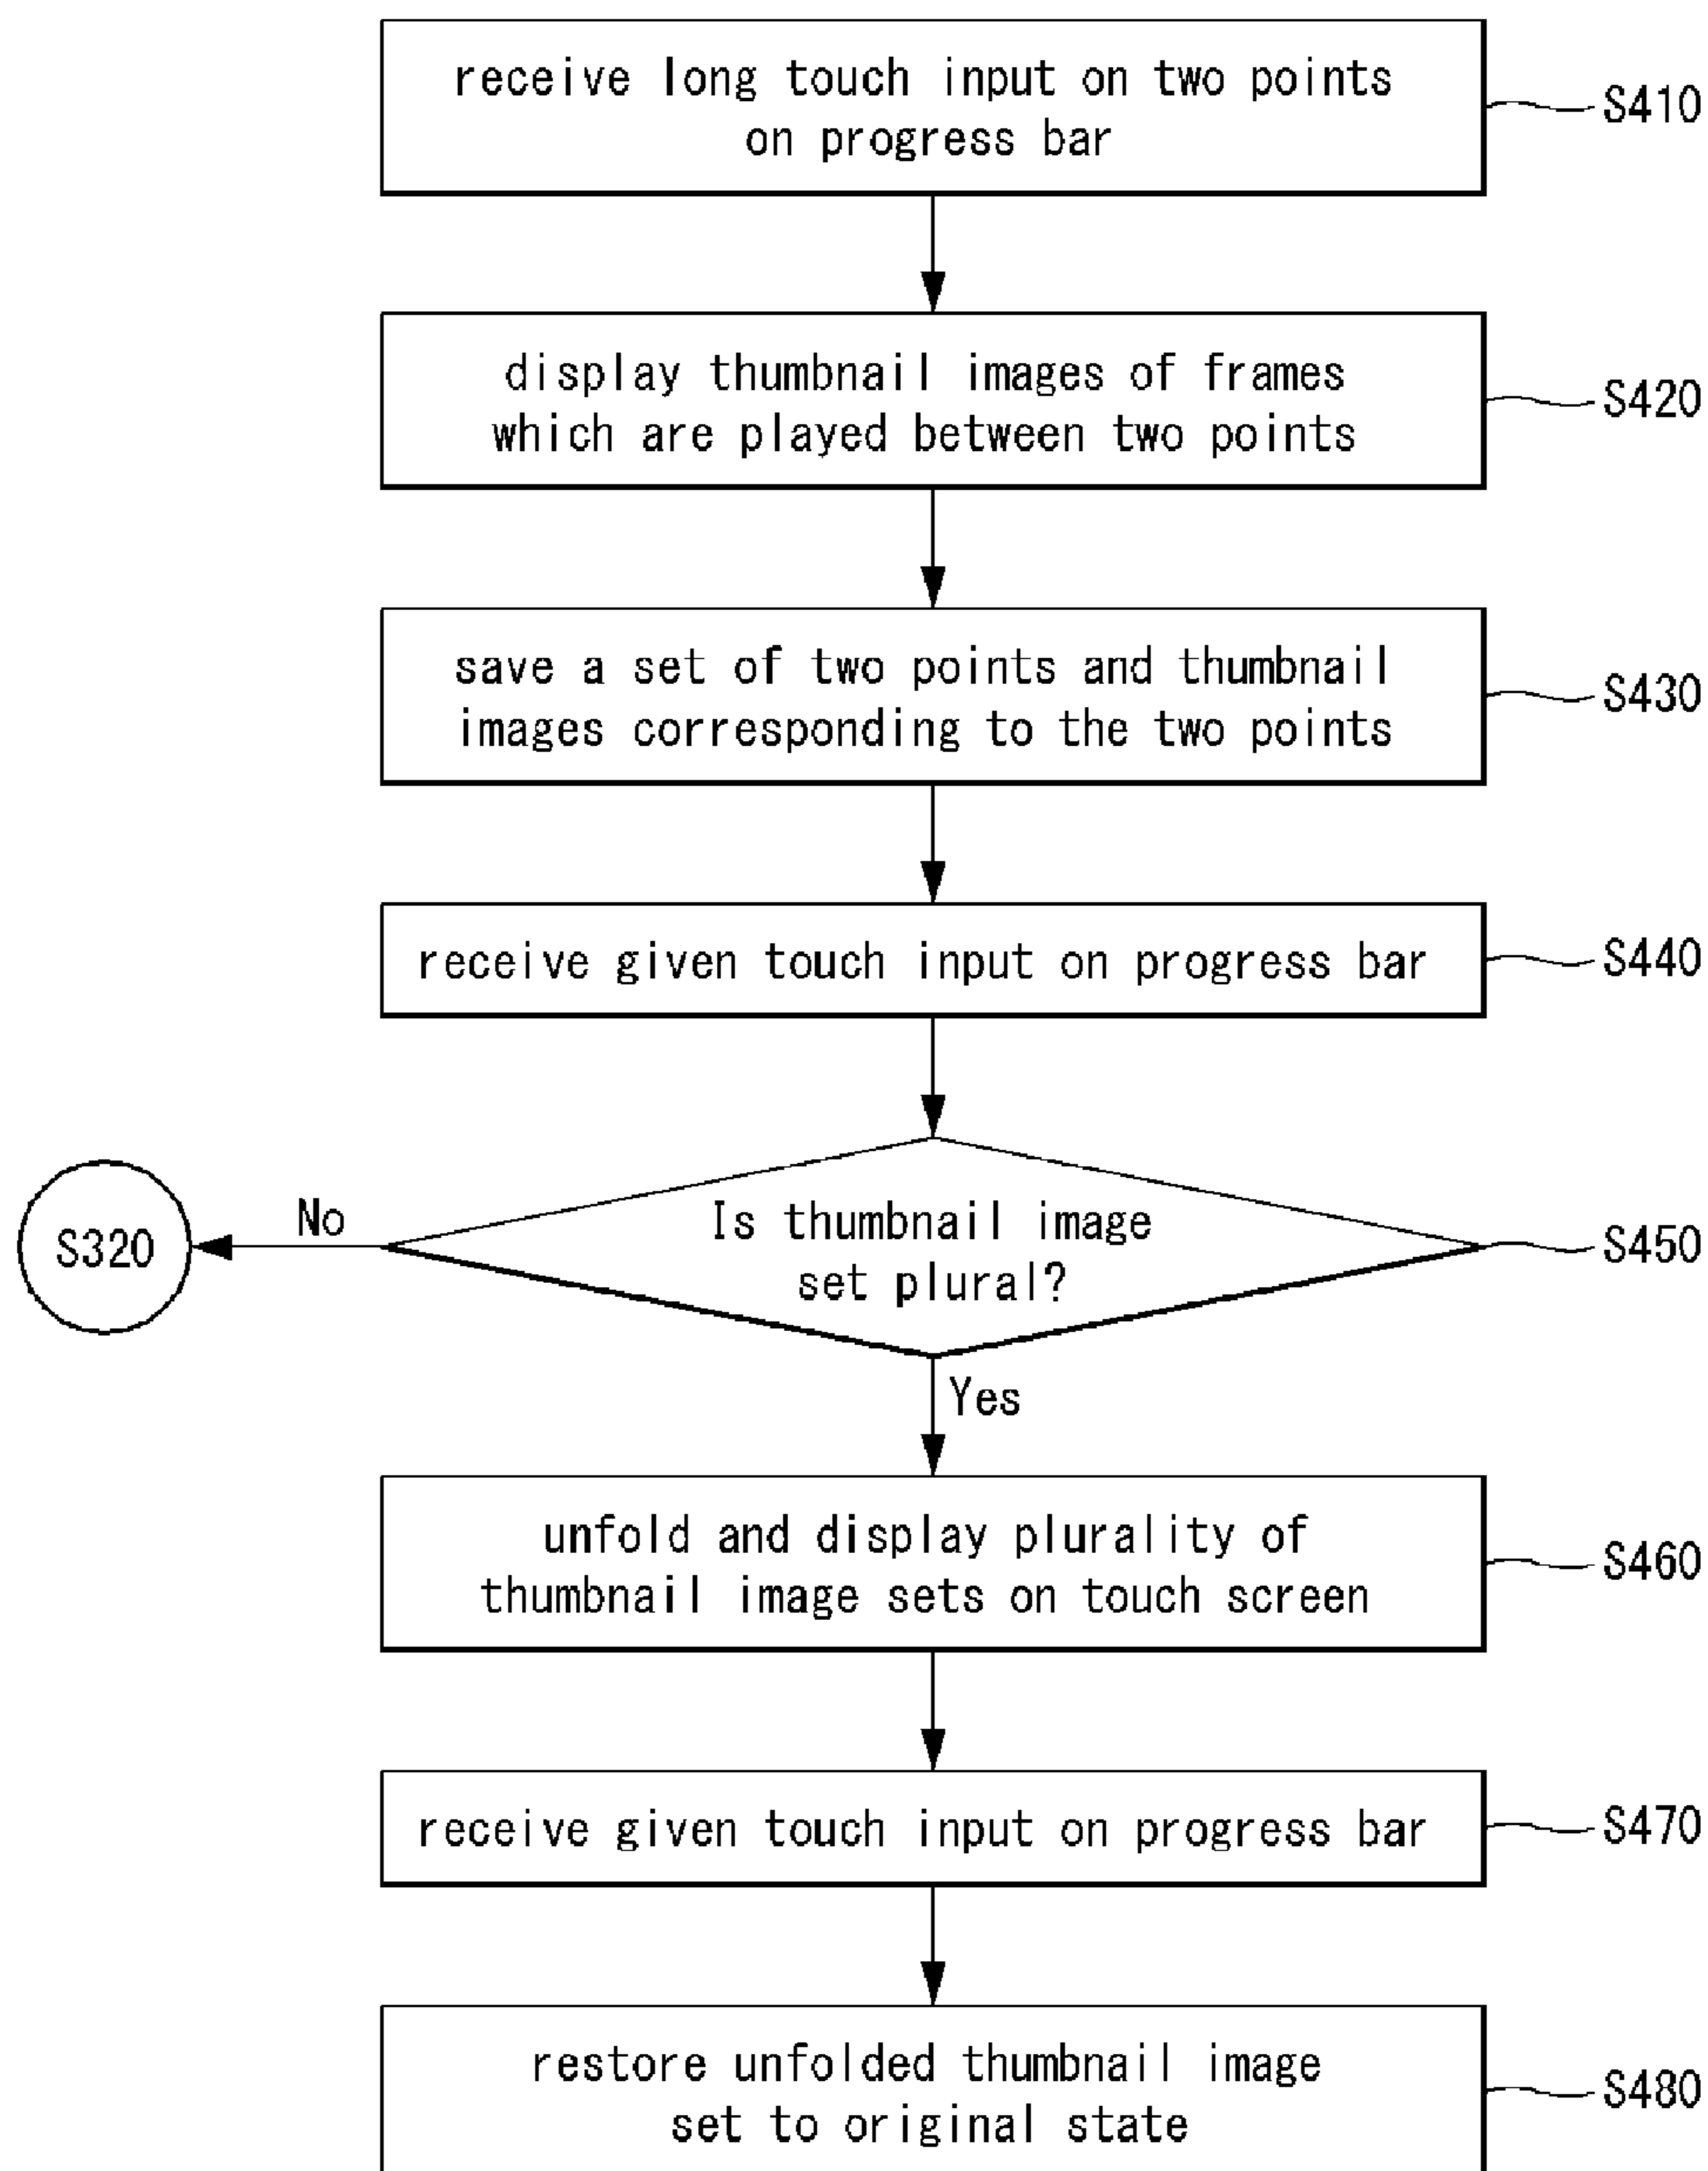 receive long touch input on two points
on progress bar
S410
display thumbnail images of frames
which are played between two points
S420
save a set of two points and thumbnail
images corresponding to the two points
S430
receive given touch input on progress bar
S440
S320
No
Is thumbnail image
set plural?
S450
Yes
unfold and display plurality of
thumbnail image sets on touch screen
S460
receive given touch input on progress bar
S470
restore unfolded thumbnail image
set to original state
S480